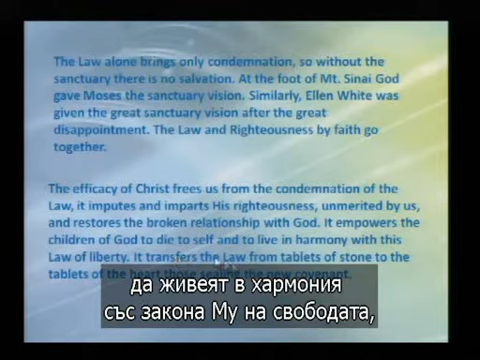 The Law alone brings only condemnation, so without the
sanctuary there is no salvation. At the foot of Mt. Sinai God
gave Moses the sanctuary vision. Similarly, Ellen White was
given the great sanctuary vision after the great
disappointment. The Law and Righteousness by faith go
together.
The efficacy of Christ frees us from the condemnation of the
Law, it imputes and imparts His righteousness, unmerited by us,
and restores the broken relationship with God. It empowers the
children of God to die to self and to live in harmony with this
Law of liberty. It transfers the Law from tablets of stone to the
tablets of the heart those sealing the new covenant.
да живеят в хармония
със закона Му на свободата,